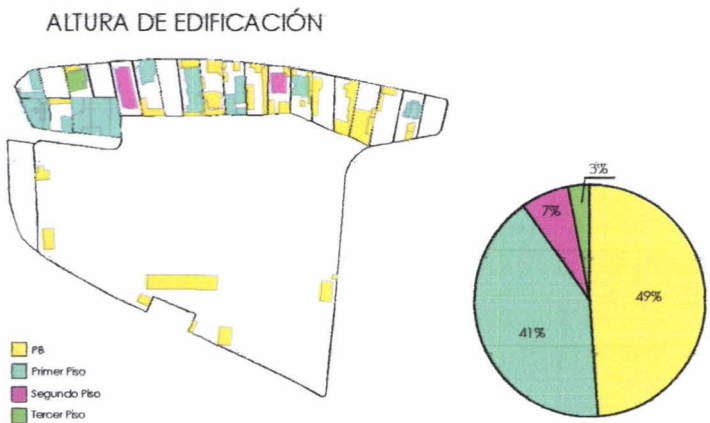 ALTURA DE EDIFICACIÓN
3%
7%
49%
41%
PB
Primer Piso
Segundo Piso
Tercer Piso